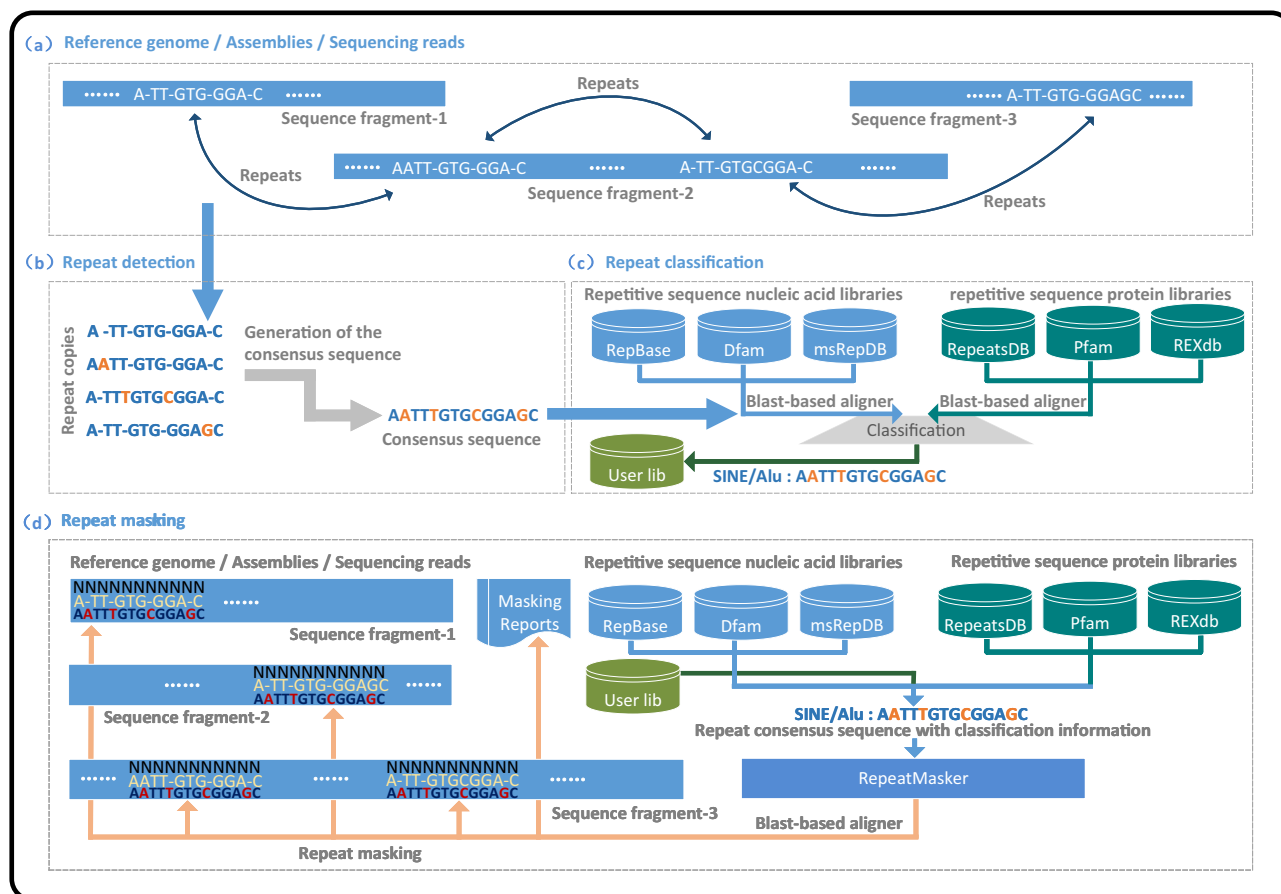 (a) Reference genome / Assemblies / Sequencing reads
Repeats
...... A-TT-GTG-GGA-C ......
...... A-TT-GTG-GGAGC ......
Sequence fragment-1
Sequence fragment-3
...... AATT-GTG-GGA-C ...... A-TT-GTGCGGA-C ......
Repeats
Sequence fragment-2
Repeats
(b) Repeat detection
Repeat copies
A -TT-GTG-GGA-C
AATT-GTG-GGA-C
A-TTTGTGCGGA-C
A-TT-GTG-GGAGC
Generation of the
consensus sequence
AATTTGTGCGGAGC
Consensus sequence
(c) Repeat classification
Repetitive sequence nucleic acid libraries
repetitive sequence protein libraries
RepBase
Dfam
msRepDB
RepeatsDB
Pfam
REXdb
Blast-based aligner
Blast-based aligner
Classification
User lib
SINE/Alu : AATTTGTGCGGAGC
(d) Repeat masking
Reference genome / Assemblies / Sequencing reads
NNNNNNNNNNN
A-TT-GTG-GGA-C ......
AATTTGTGCGGAGC
Sequence fragment-1
Masking
Reports
NNNNNNNNNNN
...... A-TT-GTG-GGAGC ......
AATTTGTGCGGAGC
Sequence fragment-2
NNNNNNNNNNN
NNNNNNNNNNN
...... AATT-GTG-GGA-C ...... A-TT-GTGCGGA-C ......
AATTTGTGCGGAGC
AATTTGTGCGGAGC
Sequence fragment-3
Repeat masking
Repetitive sequence nucleic acid libraries
Repetitive sequence protein libraries
RepBase
Dfam
msRepDB
RepeatsDB
Pfam
REXdb
User lib
SINE/Alu : AATTTGTGCGGAGC
Repeat consensus sequence with classification information
RepeatMasker
Blast-based aligner